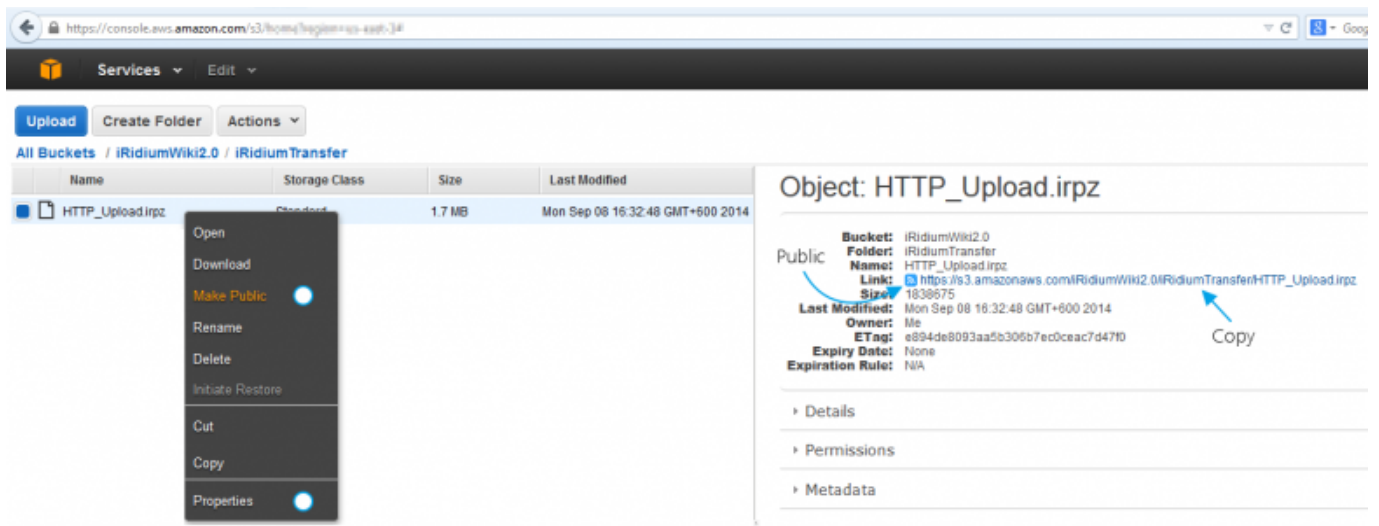 https://console.aws.amazon.com/s3/
Goog
Services Edit
Upload Create Folder Actions
All Buckets / iRidiumWiki2.0 / iRidiumTransfer
Name Storage Class Size Last Modified
HTTP_Upload.irpz Standard 1.7 MB Mon Sep 08 16:32:48 GMT+600 2014
Open
Download
Make Public
Rename
Delete
Initiate Restore
Cut
Copy
Properties
Object: HTTP_Upload.irpz
Bucket: iRidiumWiki2.0
Folder: iRidiumTransfer
Name: HTTP_Upload.irpz
Link: https://s3.amazonaws.com/iRidiumWiki2.0/iRidiumTransfer/HTTP_Upload.irpz
Size: 1838675
Last Modified: Mon Sep 08 16:32:48 GMT+600 2014
Owner: Me
ETag: e894de8093aa5b306b7ec0ceac7d47f0
Expiry Date: None
Expiration Rule: N/A
Public
Copy
Details
Permissions
Metadata